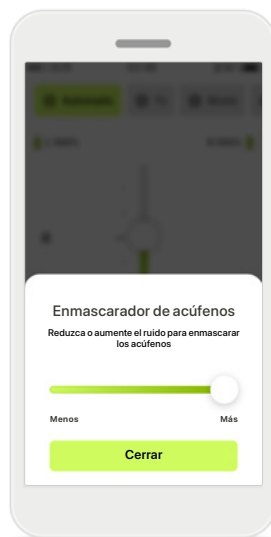 Enmascarador de acúfenos
Reduzca o aumente el ruido para enmascarar
los acúfenos
Menos
Más
Cerrar